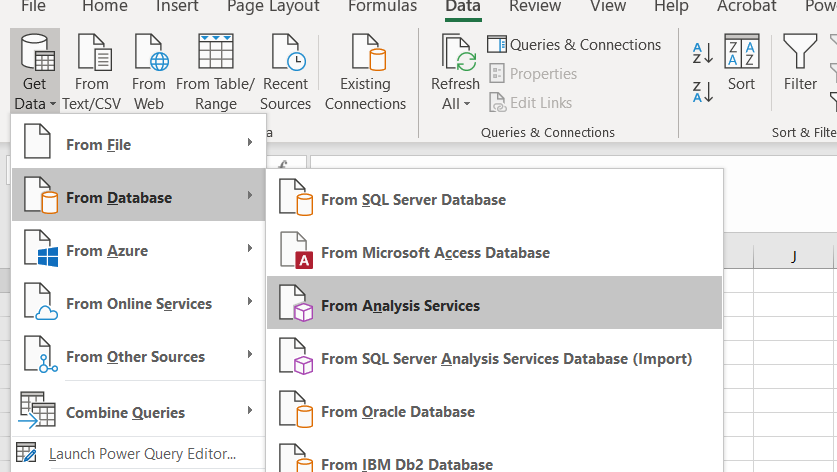 File Home Insert Page Layout Formulas Data Review View Help Acrobat
Get Data
From Text/CSV
From Web
From Table/ Range
Recent Sources
Existing Connections
Refresh All
Queries & Connections
Properties
Edit Links
Queries & Connections
Z A
A Z
Sort
Filter
Sort & Filte
From File
From Database
From Azure
From Online Services
From Other Sources
Combine Queries
Launch Power Query Editor...
From SQL Server Database
From Microsoft Access Database
From Analysis Services
From SQL Server Analysis Services Database (Import)
From Oracle Database
From IBM Db2 Database
J